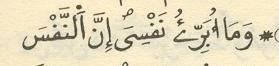 * وَمَا أُبَرِّئُ نَفْسِىٓ إِنَّ ٱلنَّفْسَ